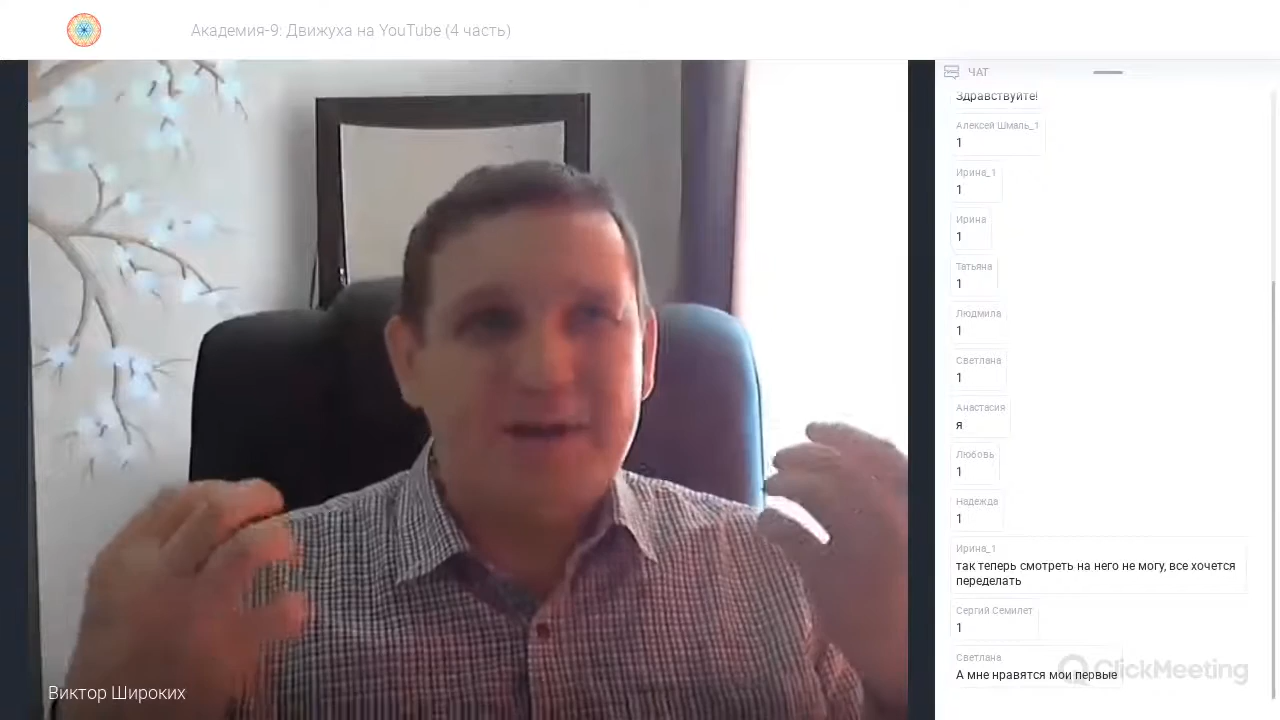 Академия-9: Движуха на YouTube (4 часть)
ЧАТ
Здравствуйте!
Алексей Шмаль_1
1
Ирина_1
1
Ирина
1
Татьяна
1
Людмила
1
Светлана
1
Анастасия
я
Любовь
1
Надежда
1
Ирина_1
так теперь смотреть на него не могу, все хочется
переделать
Сергий Семилет
1
Светлана
А мне нравятся мои первые
ClickMeeting
Виктор Широких